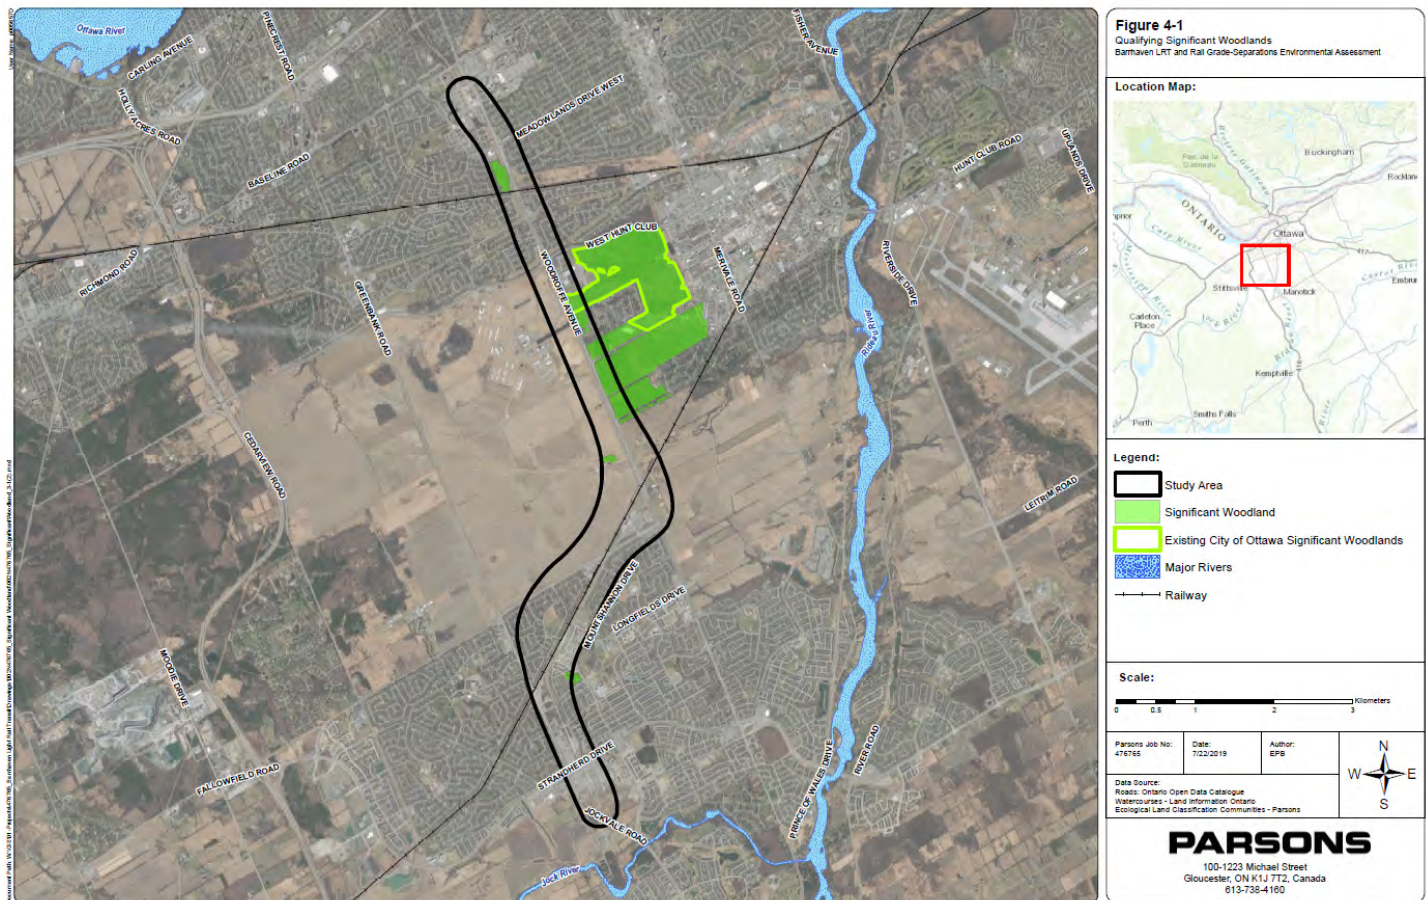 Ottawa River
CARLING AVENUE
PINECREST ROAD
FISHER AVENUE
HOLLY ACRES ROAD
MEADOWLANDS DRIVE WEST
BASELINE ROAD
HUNT CLUB ROAD
UPLANDS DRIVE
RICHMOND ROAD
WEST HUNT CLUB
WOODROFFE AVENUE
MERIVALE ROAD
RIVERSIDE DRIVE
GREENBANK ROAD
Rideau River
CEDARVIEW ROAD
LEITRIM ROAD
MOUNT SHANNON DRIVE
LONGFIELDS DRIVE
MOODIE DRIVE
STRANDHERD DRIVE
FALLOWFIELD ROAD
PRINCE OF WALES DRIVE
RIVER ROAD
JOCKVALE ROAD
Jock River
Figure 4-1
Qualifying Significant Woodlands
Barrhaven LRT and Rail Grade-Separations Environmental Assessment
Location Map:
Buckingham
ONTARIO
Ottawa
Carp River
Stittsville
Manotick
Carleton
Place
Jock River
Kemptville
Smiths Falls
Perth
Legend:
Study Area
Significant Woodland
Existing City of Ottawa Significant Woodlands
Major Rivers
Railway
Scale:
Kilometers
0 0.5 1 2 3
Parsons Job No:
476765
Date:
7/22/2019
Author:
EPB
N
W E
S
Data Source:
Roads: Ontario Open Data Catalogue
Watercourses - Land Information Ontario
Ecological Land Classification Communities - Parsons
PARSONS
100-1223 Michael Street
Gloucester, ON K1J 7T2, Canada
613-738-4160